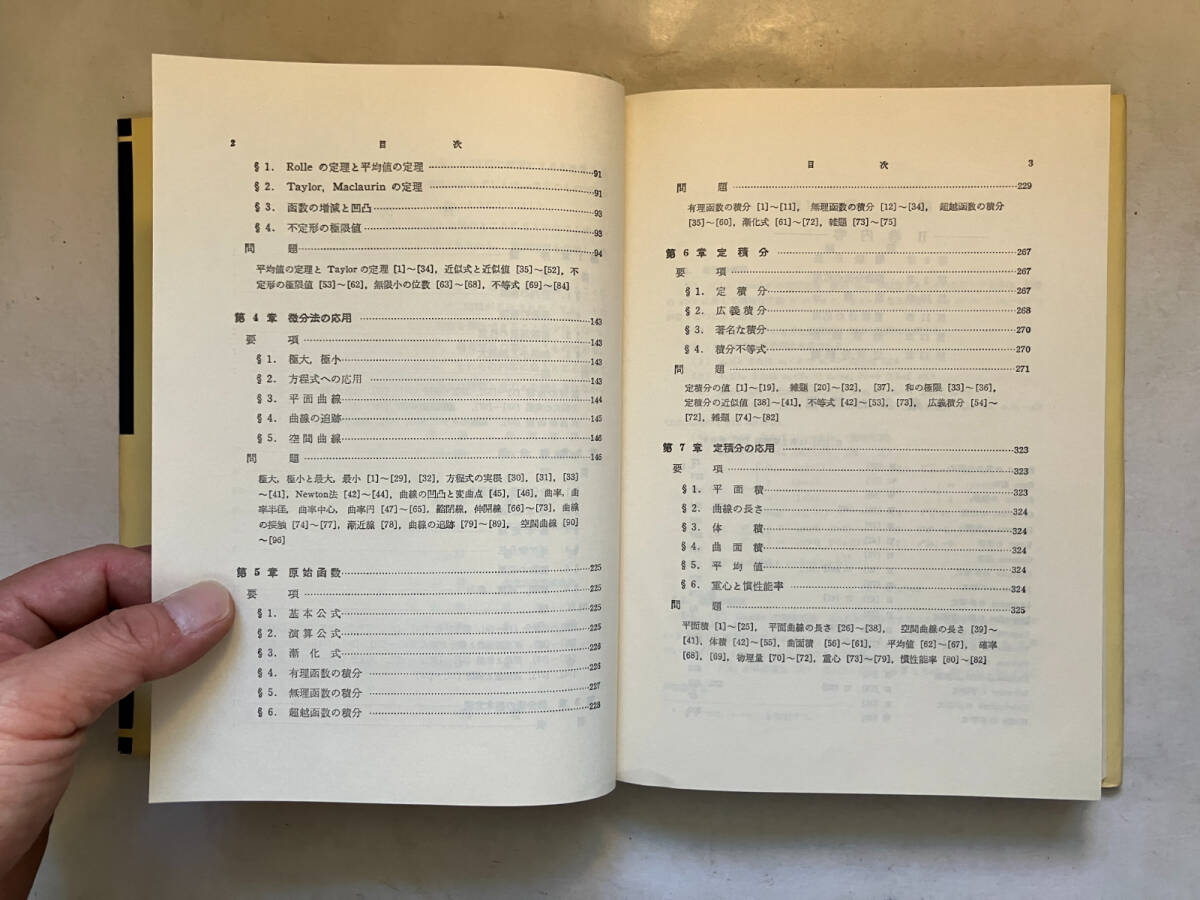 2 目 次
§ 1. Rolle の定理と平均値の定理 ……91
§ 2. Taylor, Maclaurin の定理 ……91
§ 3. 函数の増減と凹凸 ……93
§ 4. 不定形の極限値 ……93
問 題 ……94
平均値の定理と Taylor の定理 [1]~[34], 近似式と近似値 [35]~[52], 不
定形の極限値 [53]~[62], 無限小の位数 [63]~[68], 不等式 [69]~[84]
第 4 章 微分法の応用 ……143
要 項 ……143
§ 1. 極大, 極小 ……143
§ 2. 方程式への応用 ……143
§ 3. 平面曲線 ……144
§ 4. 曲線の追跡 ……145
§ 5. 空間曲線 ……146
問 題 ……146
極大, 極小と最大, 最小 [1]~[29], [32], 方程式の実根 [30], [31], [33]
~[41], Newton法 [42]~[44], 曲線の凹凸と変曲点 [45], [46], 曲率, 曲
率半径, 曲率中心, 曲率円 [47]~[65], 縮閉線, 伸開線 [66]~[73], 曲線
の接触 [74]~[77], 漸近線 [78], 曲線の追跡 [79]~[89], 空間曲線 [90]
~[96]
第 5 章 原始函数 ……225
要 項 ……225
§ 1. 基本公式 ……225
§ 2. 演算公式 ……225
§ 3. 漸 化 式 ……226
§ 4. 有理函数の積分 ……226
§ 5. 無理函数の積分 ……227
§ 6. 超越函数の積分 ……228
目 次 3
問 題 ……229
有理函数の積分 [1]~[11], 無理函数の積分 [12]~[34], 超越函数の積分
[35]~[60], 漸化式 [61]~[72], 雑題 [73]~[75]
第 6 章 定 積 分 ……267
要 項 ……267
§ 1. 定 積 分 ……267
§ 2. 広義積分 ……268
§ 3. 著名な積分 ……270
§ 4. 積分不等式 ……270
問 題 ……271
定積分の値 [1]~[19], 雑題 [20]~[32], [37], 和の極限 [33]~[36],
定積分の近似値 [38]~[41], 不等式 [42]~[53], [73], 広義積分 [54]~
[72], 雑題 [74]~[82]
第 7 章 定積分の応用 ……323
要 項 ……323
§ 1. 平 面 積 ……323
§ 2. 曲線の長さ ……324
§ 3. 体 積 ……324
§ 4. 曲 面 積 ……324
§ 5. 平 均 値 ……324
§ 6. 重心と慣性能率 ……324
問 題 ……325
平面積 [1]~[25], 平面曲線の長さ [26]~[38], 空間曲線の長さ [39]~
[41], 体積 [42]~[55], 曲面積 [56]~[61], 平均値 [62]~[67], 確率
[68], [69], 物理量 [70]~[72], 重心 [73]~[79], 慣性能率 [80]~[82]